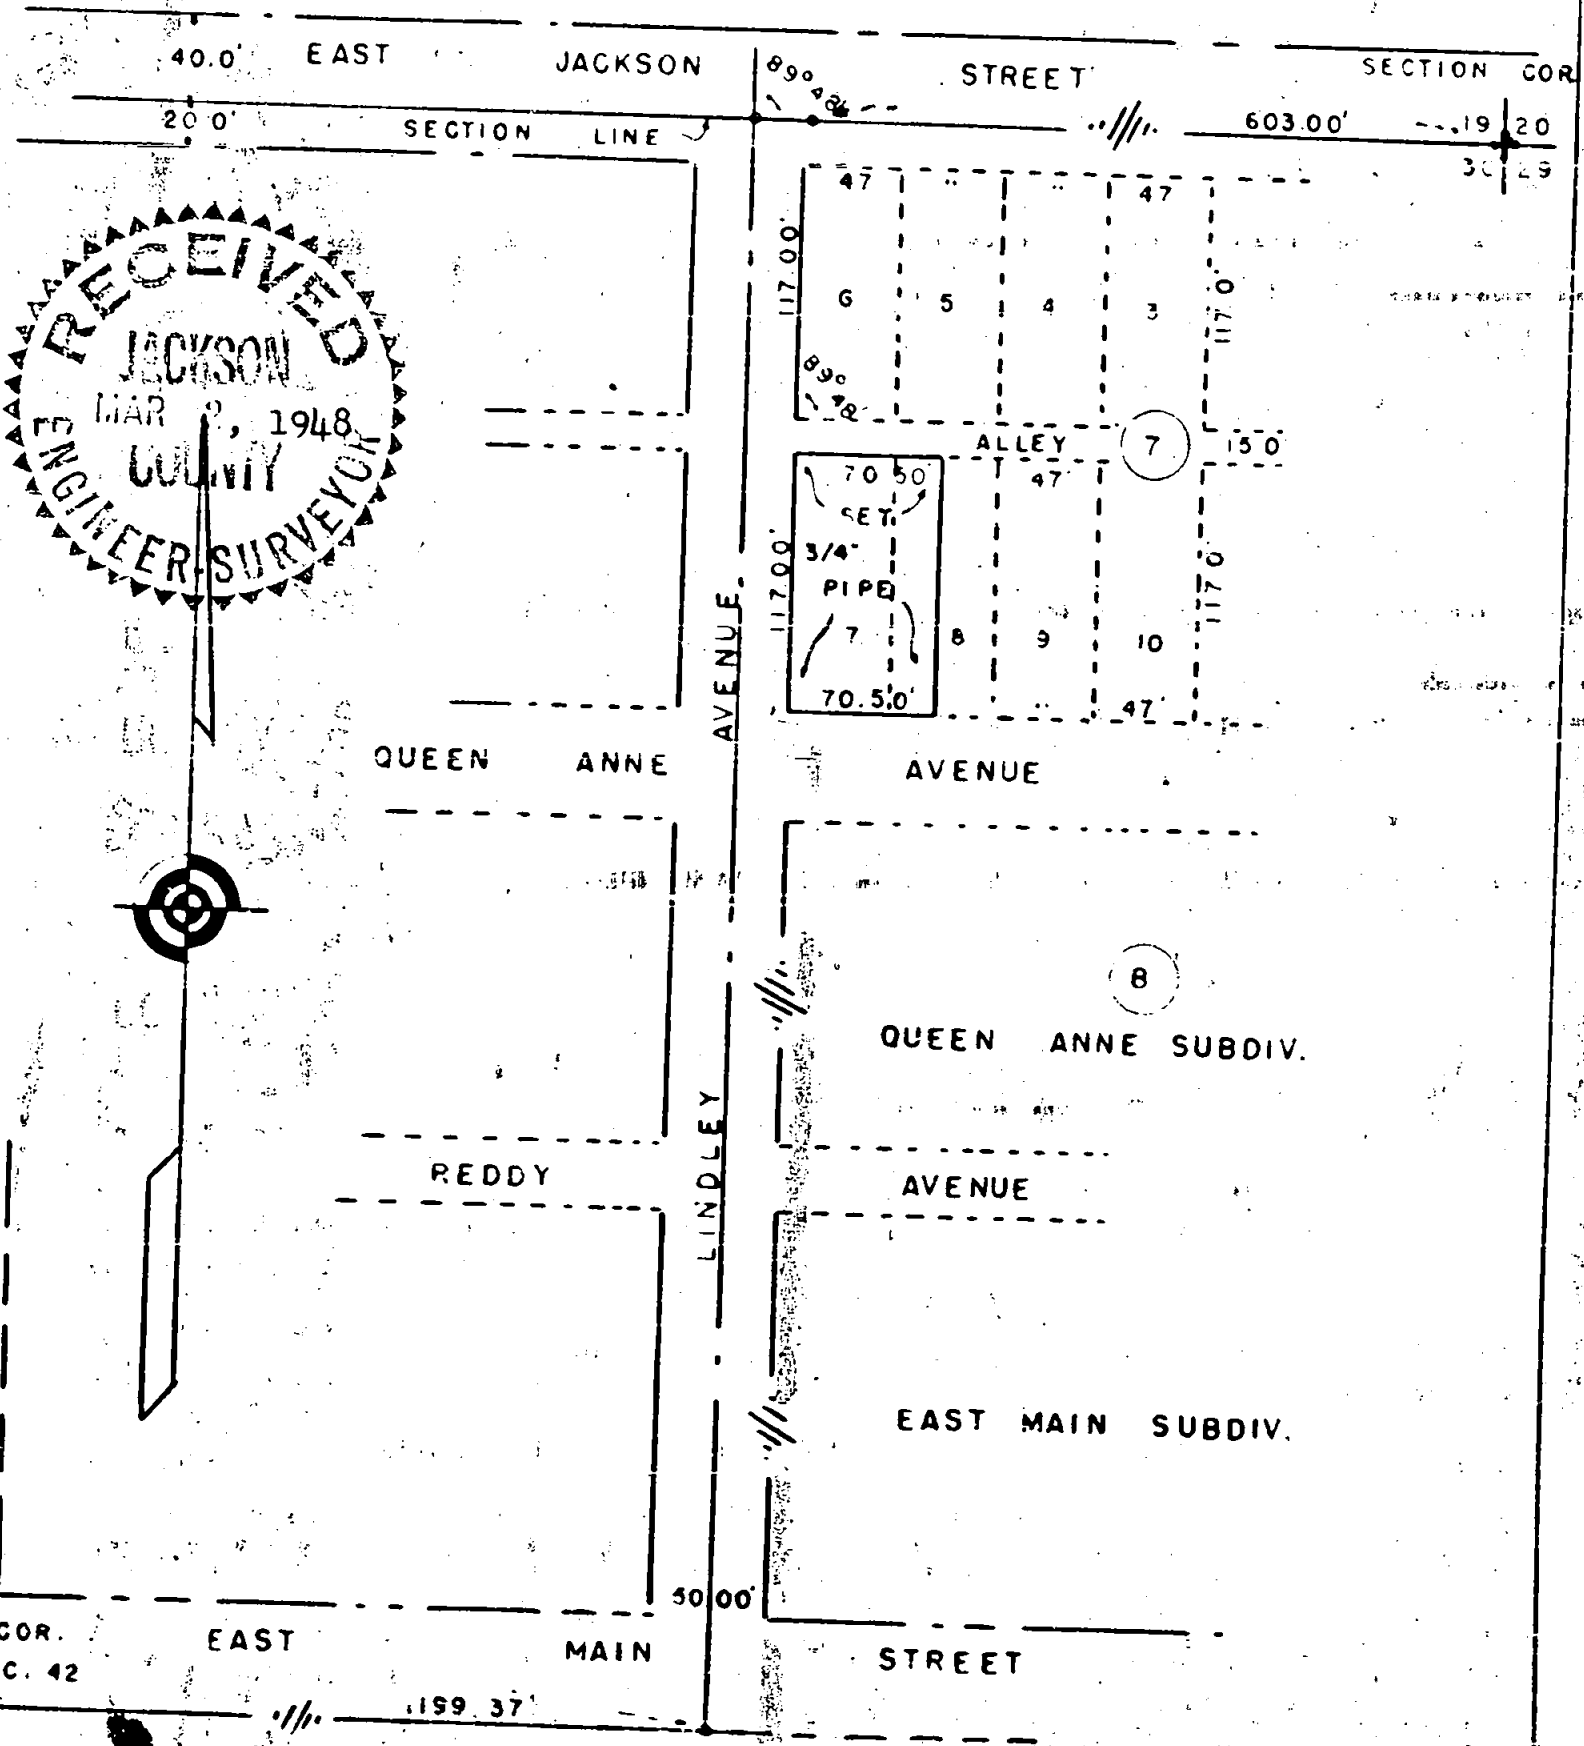 40.0' EAST JACKSON STREET SECTION COR
89° 48'
20.0' SECTION LINE 603.00' 19 20
30 29
47 " " 47
117.00' 6 5 4 3 117.0'
89° 48'
ALLEY 7 15 0
RECEIVED
JACKSON
MAR 1948
COUNTY
ENGINEER-SURVEYOR
70 50 47'
SET
3/4"
PIPE
117.00' 7 8 9 10 117 0'
70.50' " 47'
QUEEN ANNE AVENUE
8
QUEEN ANNE SUBDIV.
REDDY AVENUE
LINDLEY AVENUE
EAST MAIN SUBDIV.
50.00'
COR.
C. 42
EAST MAIN STREET
1199.37'